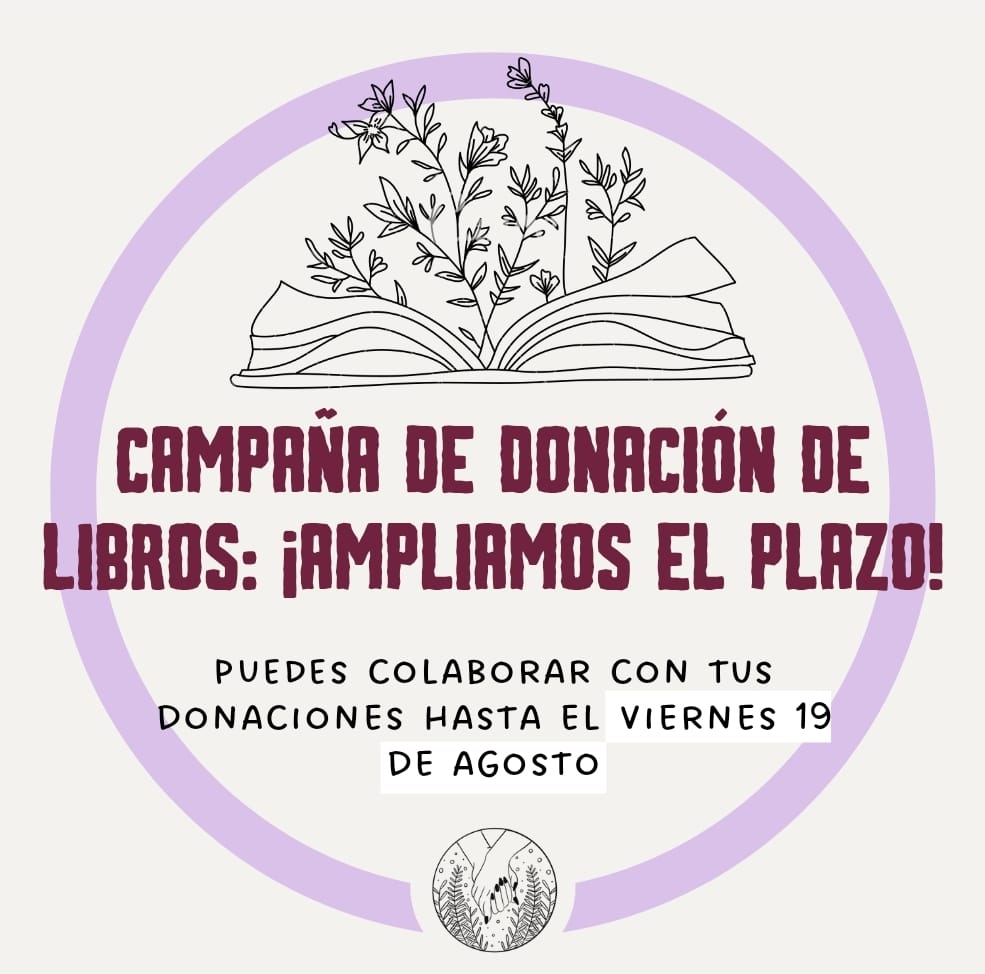 CAMPAÑA DE DONACIÓN DE
LIBROS: ¡AMPLIAMOS EL PLAZO!
PUEDES COLABORAR CON TUS
DONACIONES HASTA EL VIERNES 19
DE AGOSTO